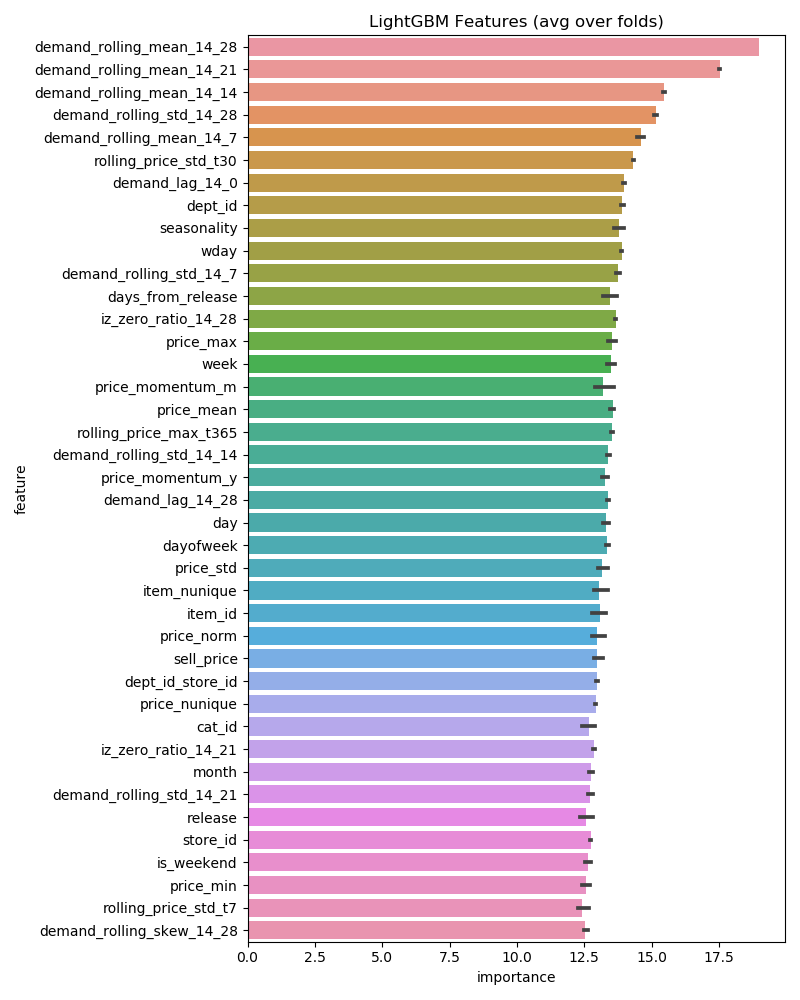 LightGBM Features (avg over folds)
demand_rolling_mean_14_28
demand_rolling_mean_14_21
demand_rolling_mean_14_14
demand_rolling_std_14_28
demand_rolling_mean_14_7
rolling_price_std_t30
demand_lag_14_0
dept_id
seasonality
wday
demand_rolling_std_14_7
days_from_release
iz_zero_ratio_14_28
price_max
week
price_momentum_m
price_mean
rolling_price_max_t365
demand_rolling_std_14_14
price_momentum_y
demand_lag_14_28
day
dayofweek
price_std
item_nunique
item_id
price_norm
sell_price
dept_id_store_id
price_nunique
cat_id
iz_zero_ratio_14_21
month
demand_rolling_std_14_21
release
store_id
is_weekend
price_min
rolling_price_std_t7
demand_rolling_skew_14_28
feature
0.0 2.5 5.0 7.5 10.0 12.5 15.0 17.5
importance